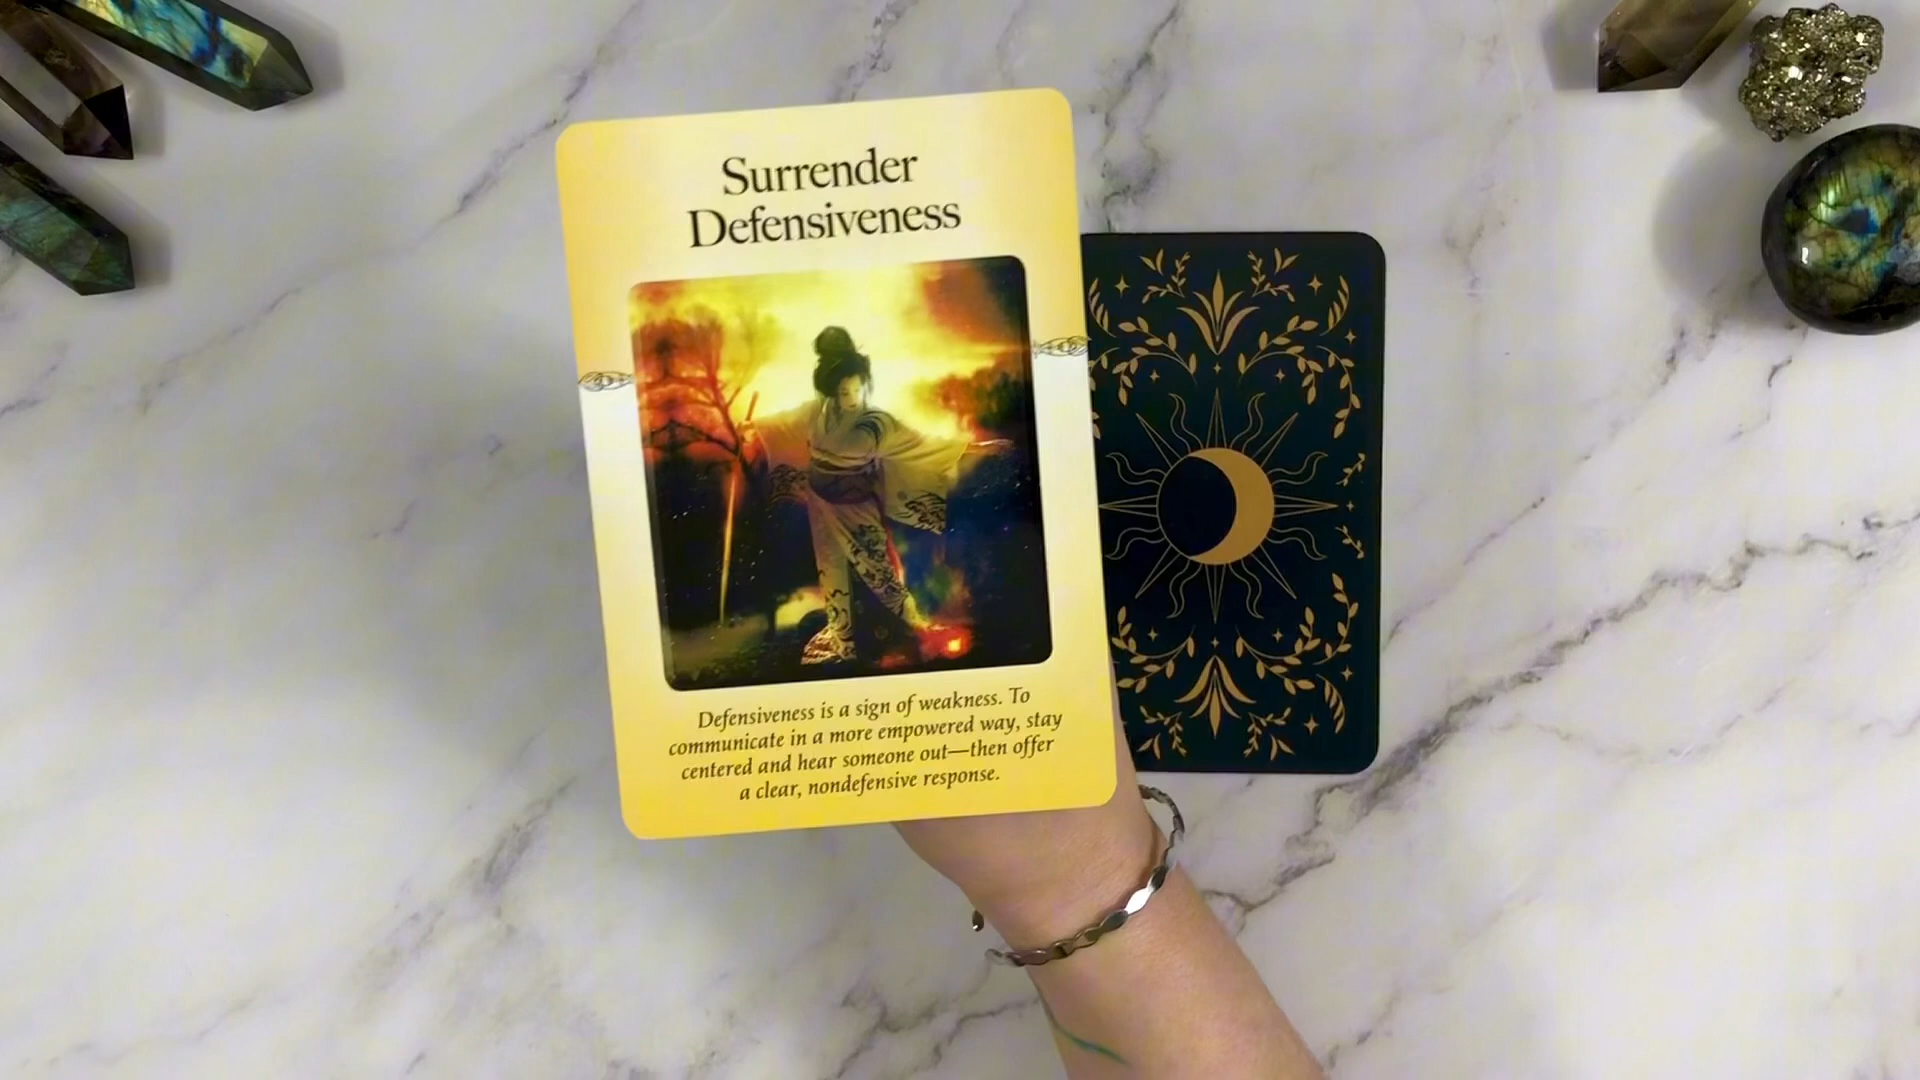 Surrender
Defensiveness
Defensiveness is a sign of weakness. To
communicate in a more empowered way, stay
centered and hear someone out—then offer
a clear, nondefensive response.